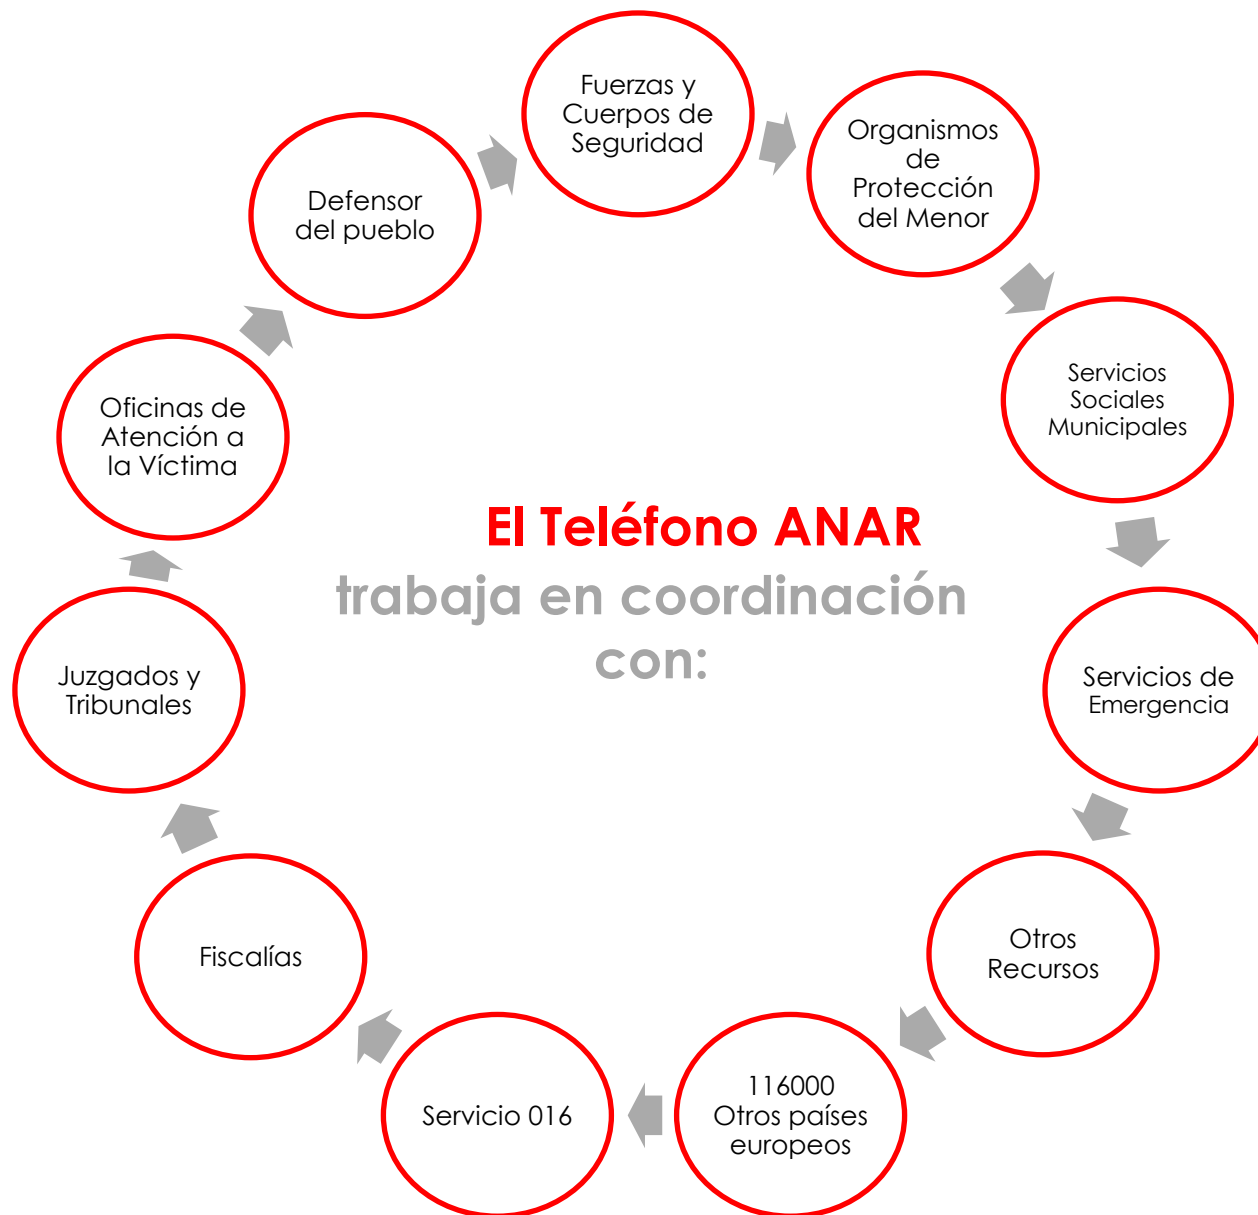 Fuerzas y
Cuerpos de
Seguridad
Organismos
de
Protección
del Menor
Servicios
Sociales
Municipales
Servicios de
Emergencia
Otros
Recursos
116000
Otros países
europeos
Servicio 016
Fiscalías
Juzgados y
Tribunales
Oficinas de
Atención a
la Víctima
Defensor
del pueblo
El Teléfono ANAR
trabaja en coordinación
con: